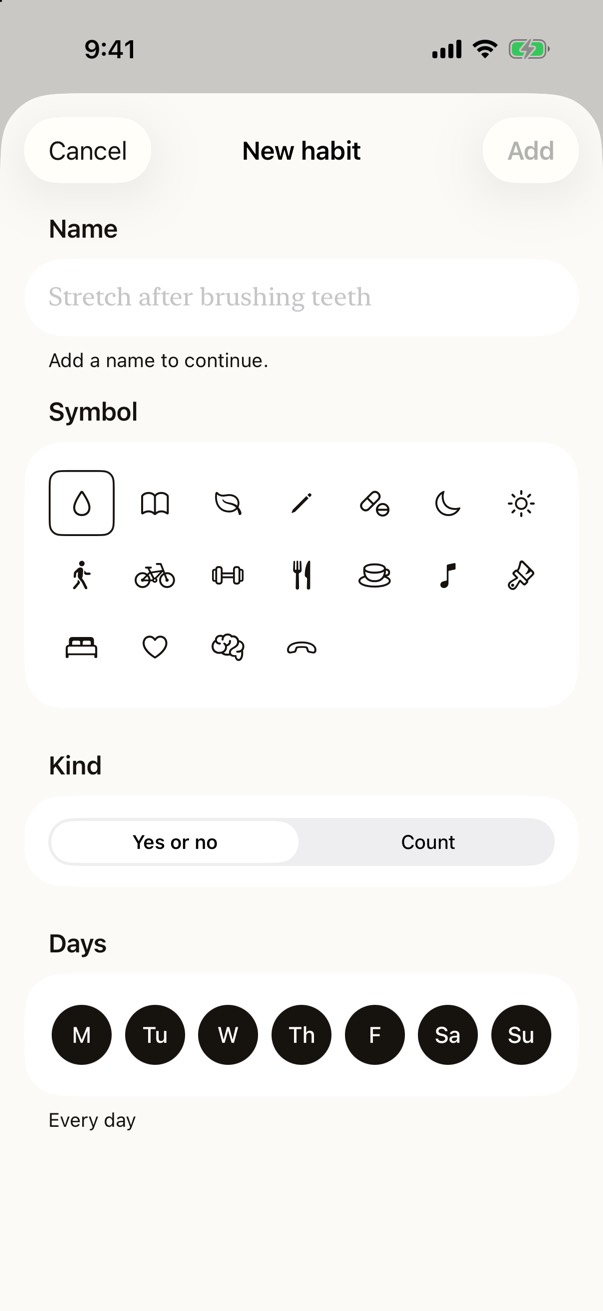 9:41
Cancel New habit Add
Name
Stretch after brushing teeth
Add a name to continue.
Symbol
Kind
Yes or no Count
Days
M Tu W Th F Sa Su
Every day